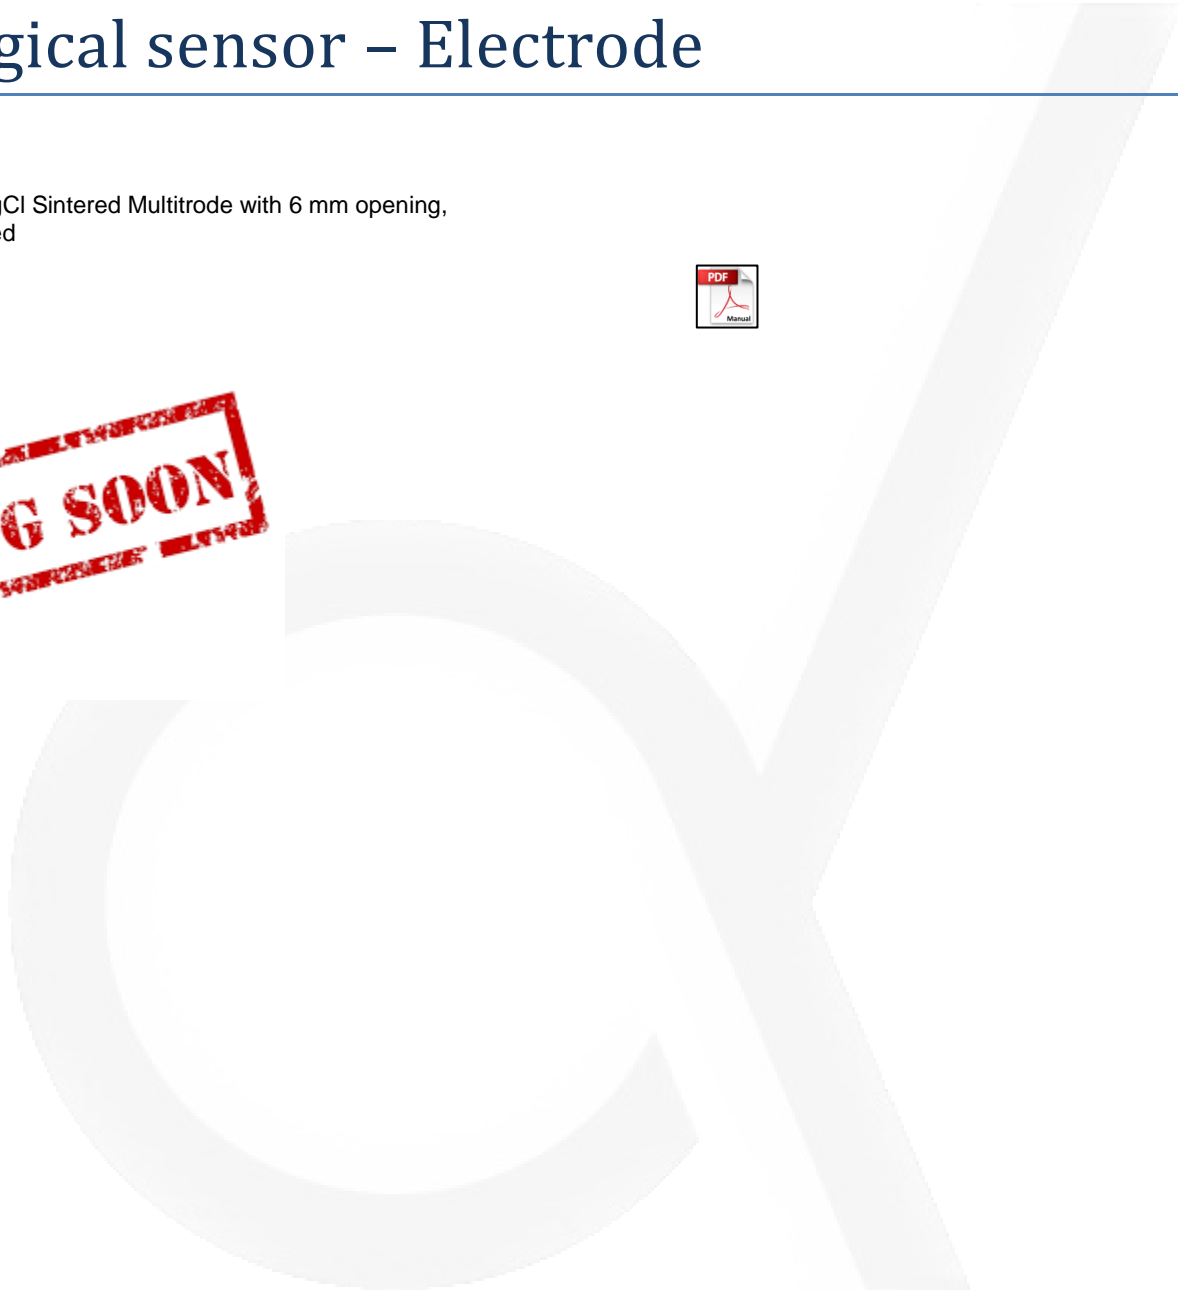 gical sensor – Electrode
gCl Sintered Multitrode with 6 mm opening,
ed
PDF
Manual
G SOON